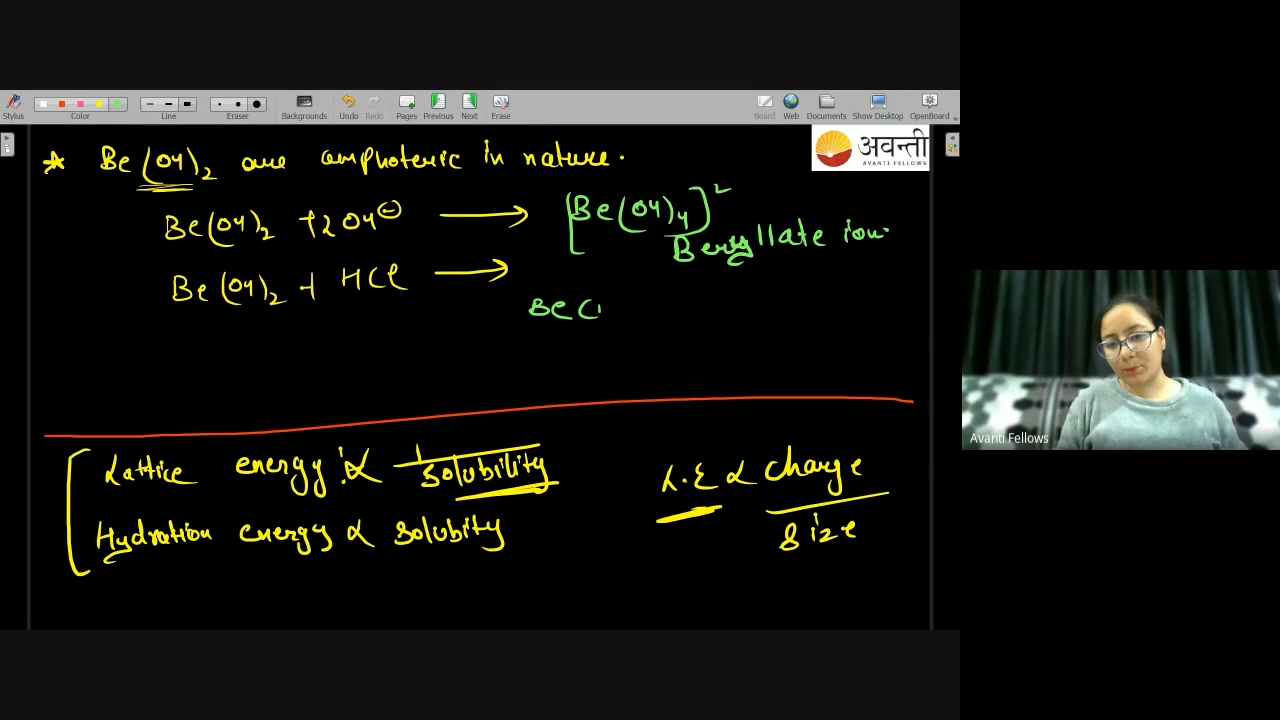 Stylus Color Line Eraser Backgrounds Undo Redo Pages Previous Next Erase Board Web Documents Show Desktop OpenBoard
अवन्ती
AVANTI FELLOWS
* Be(OH)2 are amphoteric in nature.
Be(OH)2 + 2OH⊖ ⟶ [Be(OH)4]2
Beryllate ion.
Be(OH)2 + HCl ⟶
BeCl
Avanti Fellows
Lattice energy ∝ 1/Solubility
L.E ∝ Charge/Size
Hydration energy ∝ Solubity